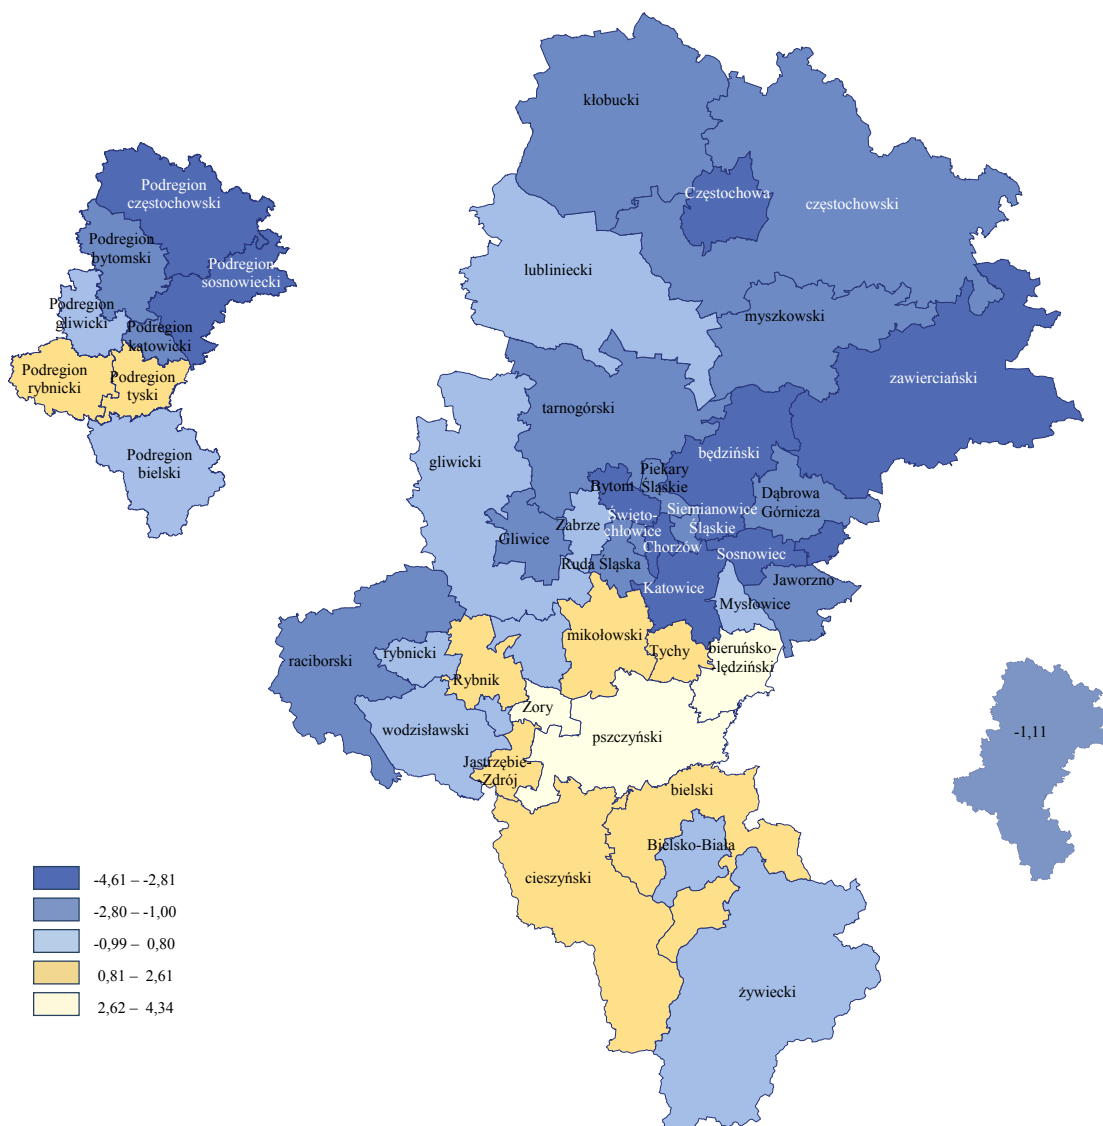 kłobucki
Częstochowa
częstochowski
lubliniecki
myszkowski
zawierciański
tarnogórski
gliwicki
będziński
Piekary
Śląskie
Bytom
Dąbrowa
Górnicza
Siemianowice
Śląskie
Święto-
chłowice
Zabrze
Gliwice
Chorzów
Sosnowiec
Ruda Śląska
Katowice
Jaworzno
Mysłowice
mikołowski
Tychy
bieruńsko-
-lędziński
raciborski
rybnicki
Rybnik
Żory
wodzisławski
pszczyński
Jastrzębie-
-Zdrój
bielski
Bielsko-Biała
cieszyński
żywiecki
Podregion
częstochowski
Podregion
bytomski
Podregion
sosnowiecki
Podregion
gliwicki
Podregion
katowicki
Podregion
rybnicki
Podregion
tyski
Podregion
bielski
-1,11
-4,61 – -2,81
-2,80 – -1,00
-0,99 – 0,80
0,81 – 2,61
2,62 – 4,34